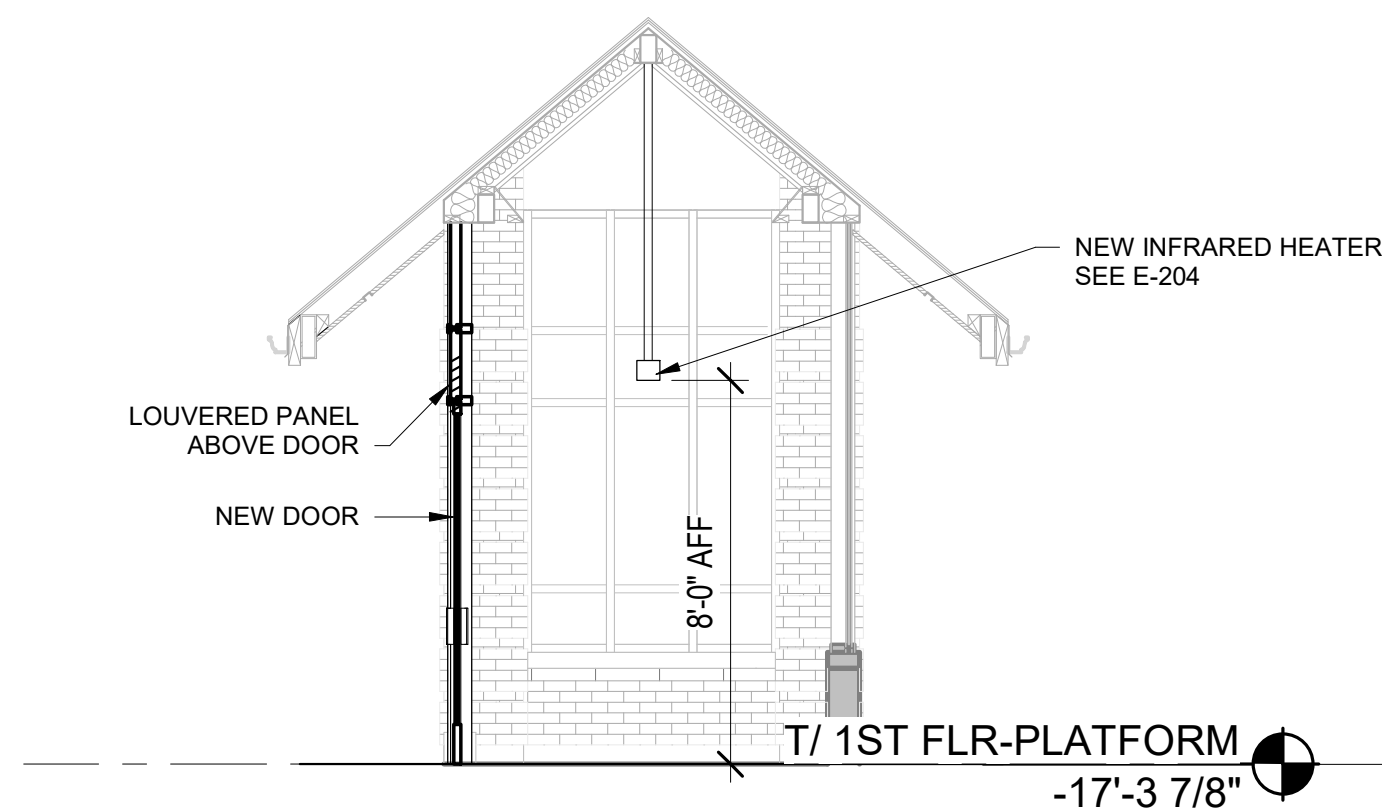 NEW INFRARED HEATER
SEE E-204
LOUVERED PANEL
ABOVE DOOR
NEW DOOR
8'-0" AFF
T/ 1ST FLR-PLATFORM
-17'-3 7/8"